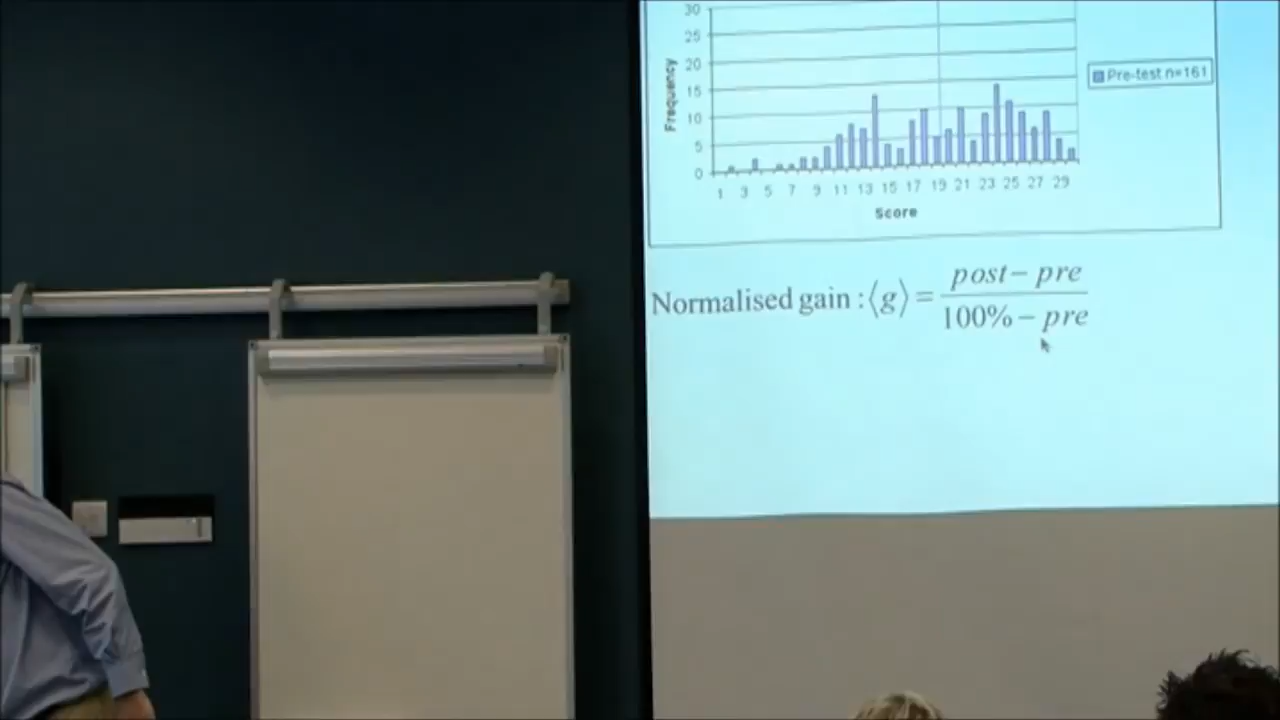 30
25
20
15
10
5
0
Frequency
1 3 5 7 9 11 13 15 17 19 21 23 25 27 29
Score
Pre-test n=161
Normalised gain : ⟨g⟩ = post − pre
100% − pre